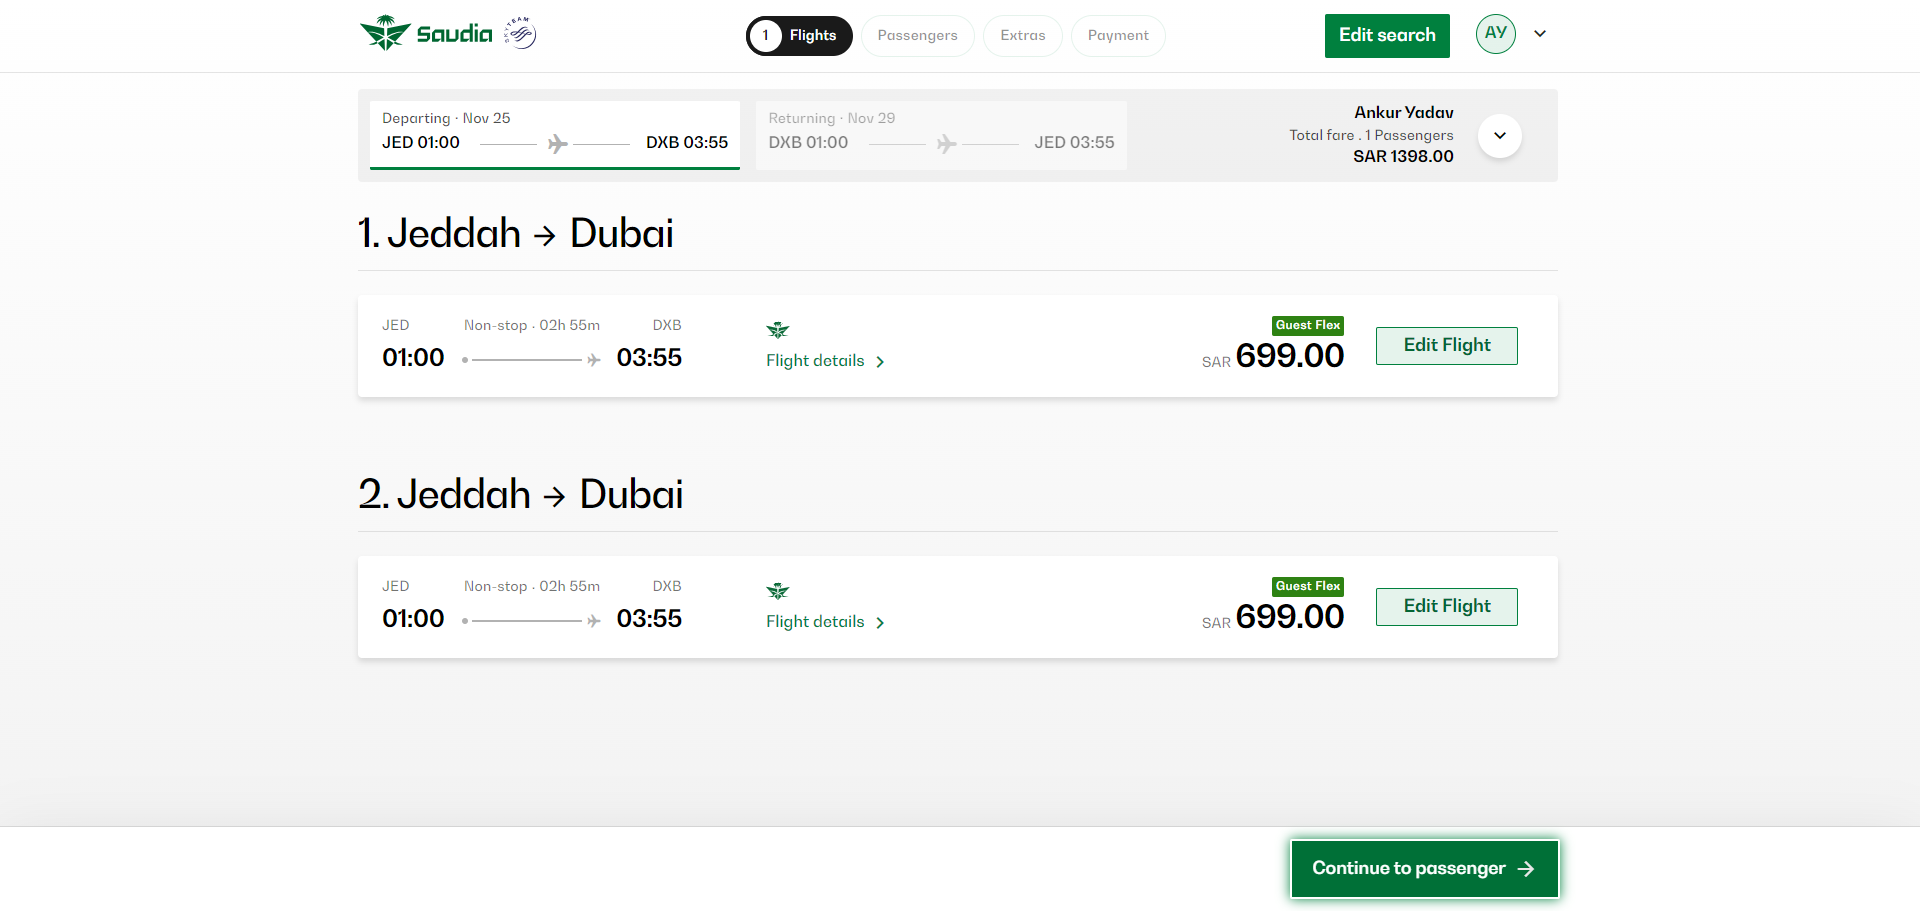 Saudia
SKYTEAM
1 Flights
Passengers
Extras
Payment
Edit search
AY
Departing · Nov 25
JED 01:00
DXB 03:55
Returning · Nov 29
DXB 01:00
JED 03:55
Ankur Yadav
Total fare . 1 Passengers
SAR 1398.00
1. Jeddah → Dubai
JED
Non-stop . 02h 55m
DXB
01:00
03:55
Flight details
Guest Flex
SAR 699.00
Edit Flight
2. Jeddah → Dubai
JED
Non-stop . 02h 55m
DXB
01:00
03:55
Flight details
Guest Flex
SAR 699.00
Edit Flight
Continue to passenger →